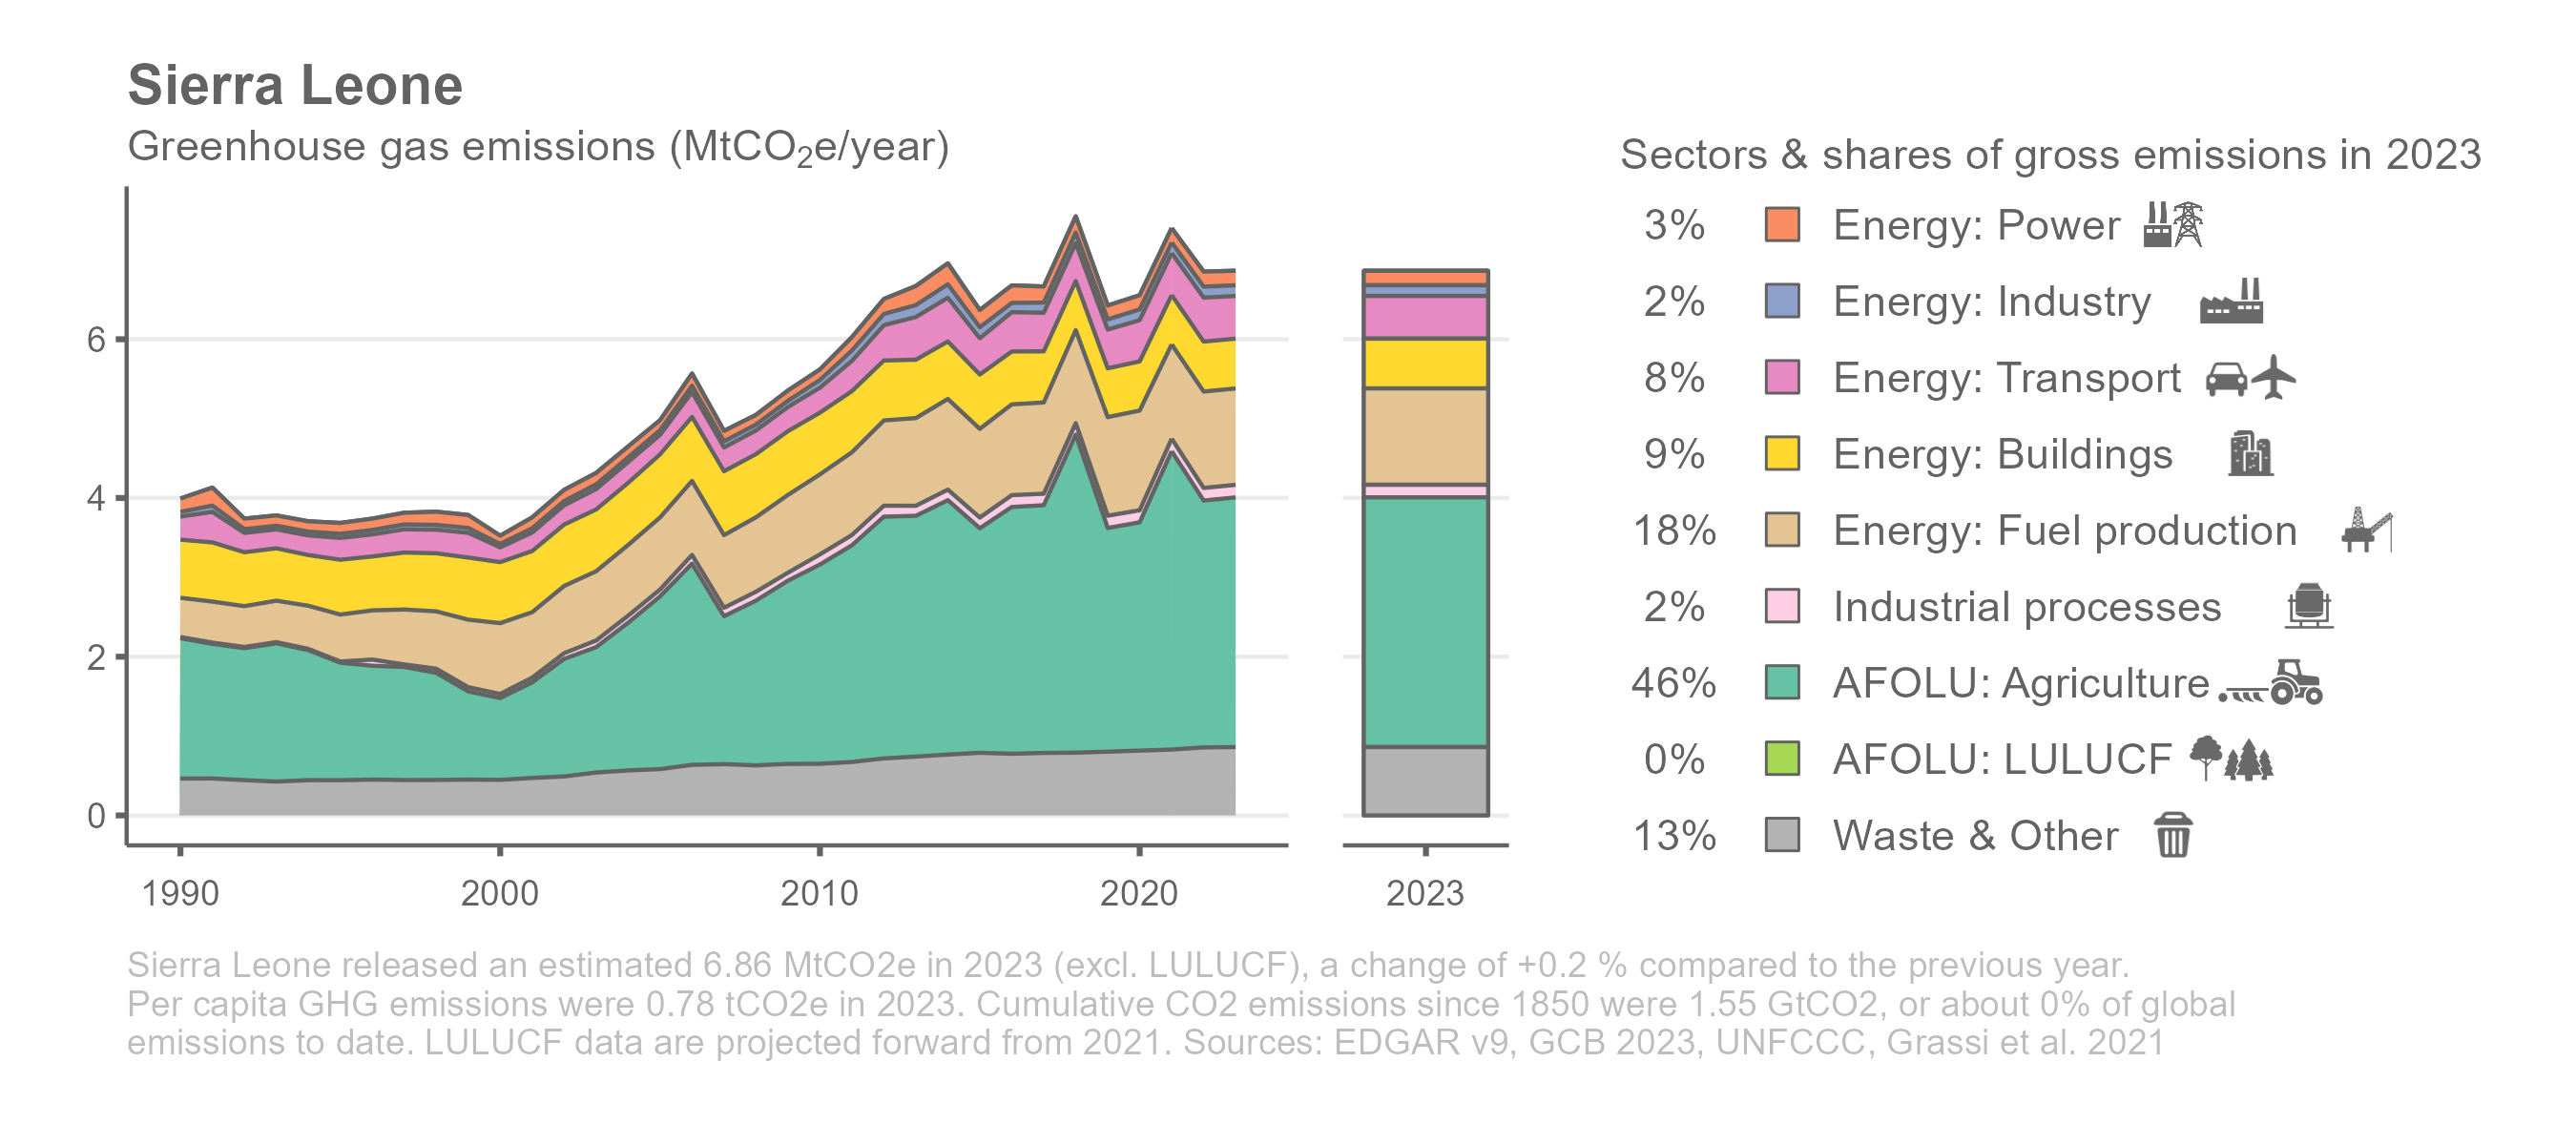 Sierra Leone
Greenhouse gas emissions (MtCO₂e/year)
6
4
2
0
1990 2000 2010 2020 2023
Sectors & shares of gross emissions in 2023
3% Energy: Power
2% Energy: Industry
8% Energy: Transport
9% Energy: Buildings
18% Energy: Fuel production
2% Industrial processes
46% AFOLU: Agriculture
0% AFOLU: LULUCF
13% Waste & Other
Sierra Leone released an estimated 6.86 MtCO2e in 2023 (excl. LULUCF), a change of +0.2 % compared to the previous year.
Per capita GHG emissions were 0.78 tCO2e in 2023. Cumulative CO2 emissions since 1850 were 1.55 GtCO2, or about 0% of global
emissions to date. LULUCF data are projected forward from 2021. Sources: EDGAR v9, GCB 2023, UNFCCC, Grassi et al. 2021